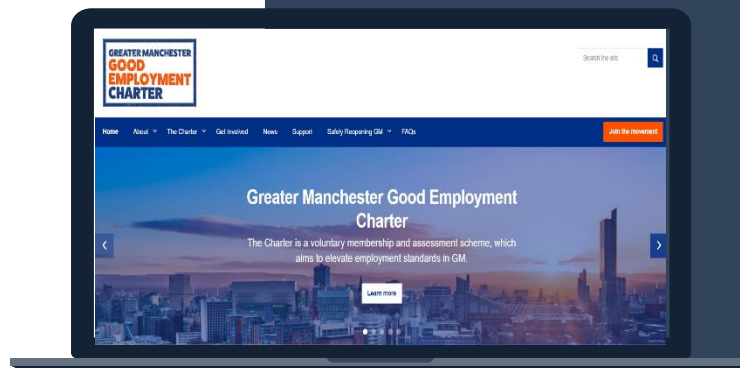 GREATER MANCHESTER
GOOD
EMPLOYMENT
CHARTER
Search the site
Home About The Charter Get Involved News Support Safely Reopening GM FAQs Join the movement
Greater Manchester Good Employment
Charter
The Charter is a voluntary membership and assessment scheme, which
aims to elevate employment standards in GM.
Learn more